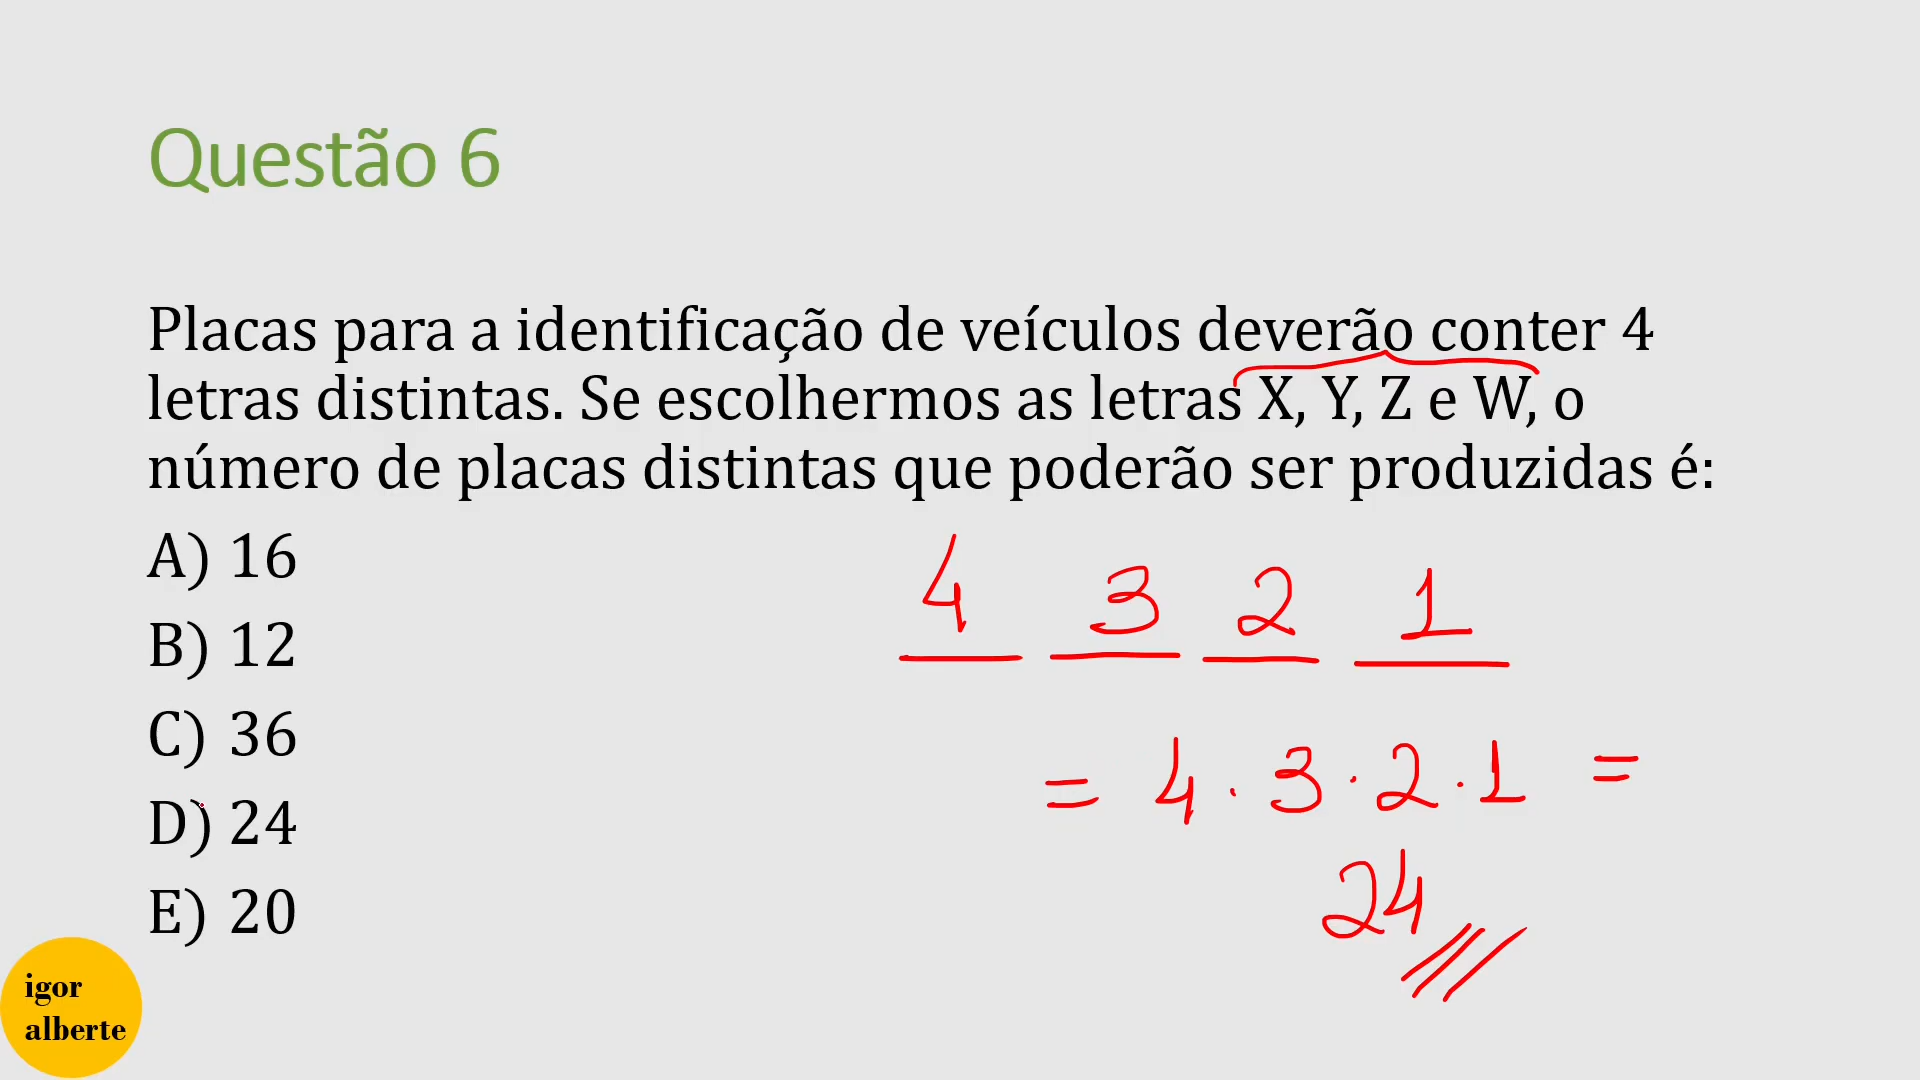 Questão 6
Placas para a identificação de veículos deverão conter 4
letras distintas. Se escolhermos as letras X, Y, Z e W, o
número de placas distintas que poderão ser produzidas é:
A) 16
B) 12
C) 36
D) 24
E) 20
4 3 2 1
= 4 · 3 · 2 · 1 =
24
igor
alberte